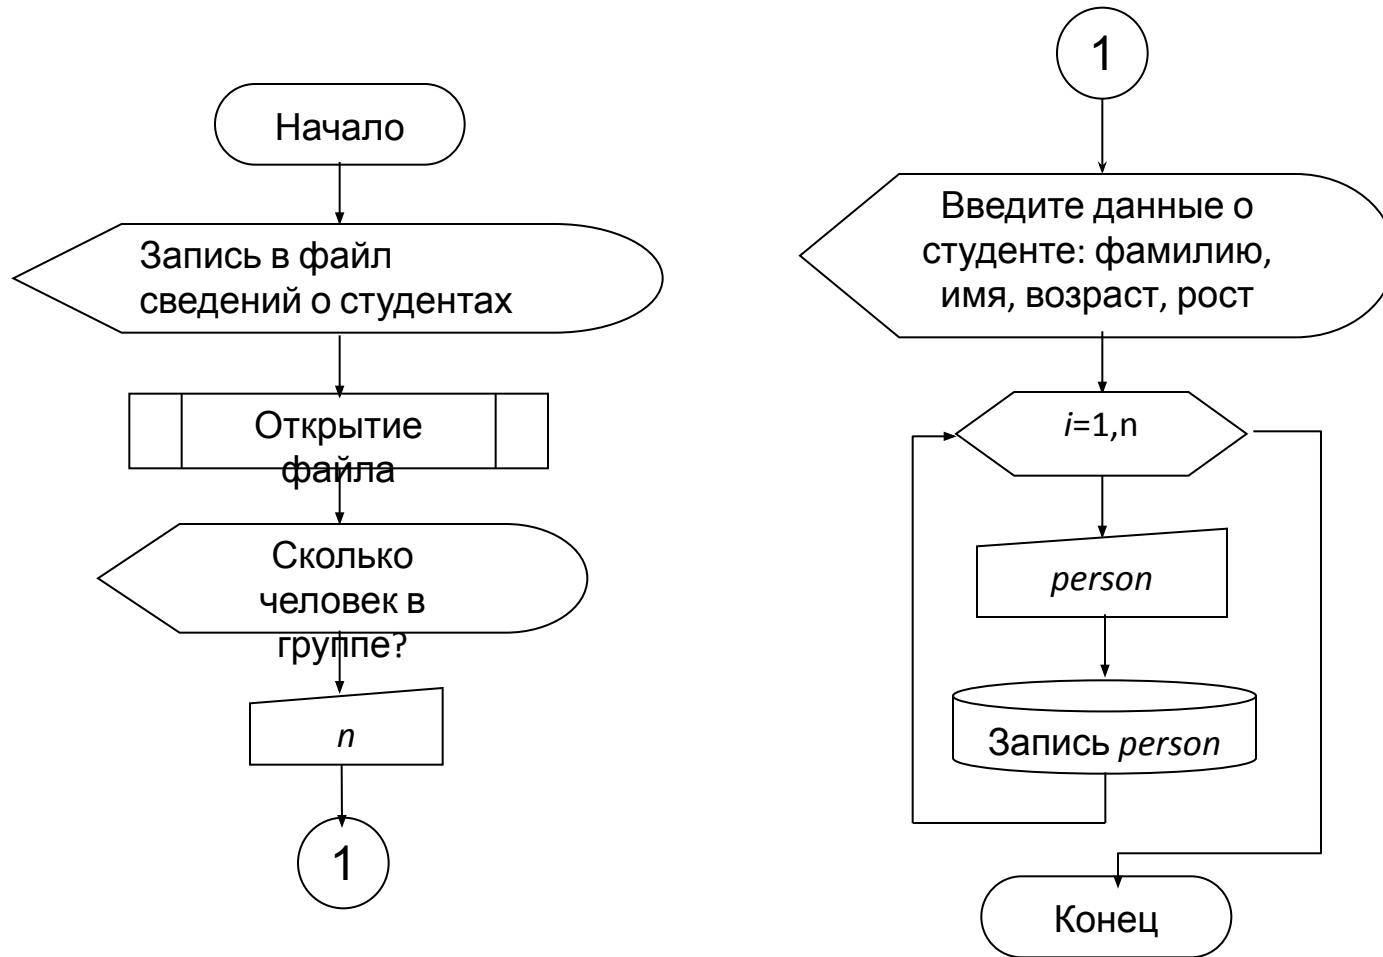 Начало
Запись в файл
сведений о студентах
Открытие
файла
Сколько
человек в
группе?
n
1
1
Введите данные о
студенте: фамилию,
имя, возраст, рост
i=1,n
person
Запись person
Конец